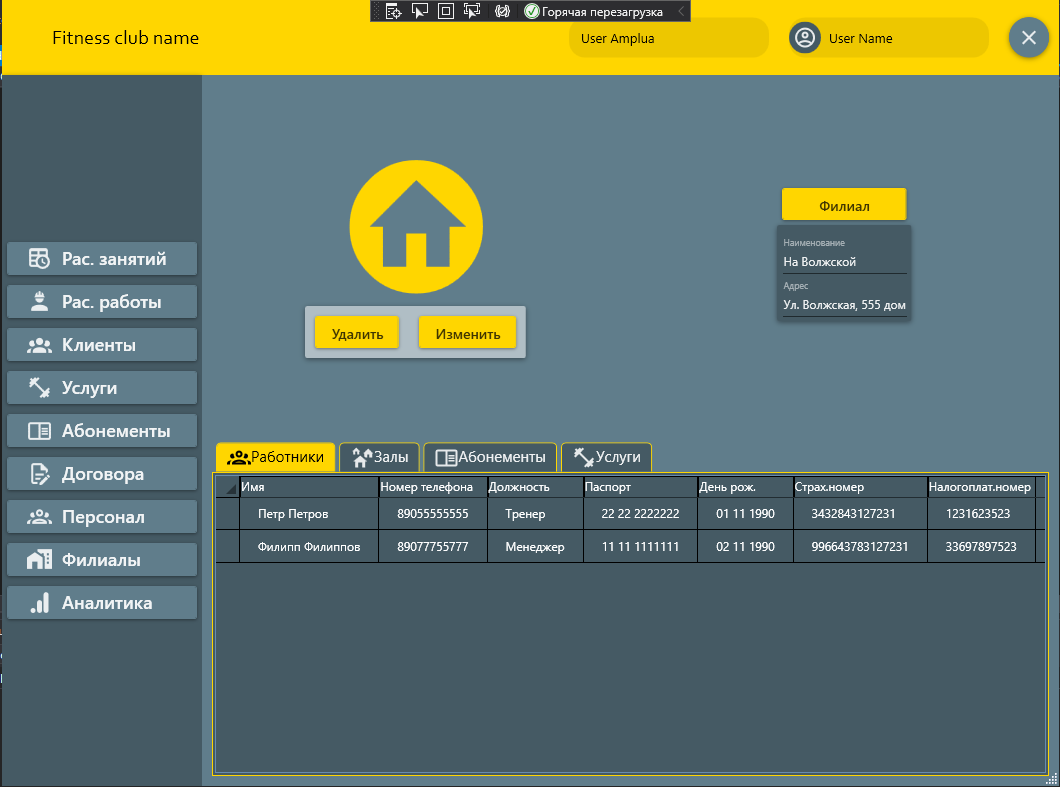 Горячая перезагрузка
Fitness club name
User Amplua
User Name
Рас. занятий
Рас. работы
Клиенты
Услуги
Абонементы
Договора
Персонал
Филиалы
Аналитика
Удалить
Изменить
Филиал
Наименование
На Волжской
Адрес
Ул. Волжская, 555 дом
Работники Залы Абонементы Услуги
Имя Номер телефона Должность Паспорт День рож. Страх.номер Налогоплат.номер
Петр Петров 89055555555 Тренер 22 22 2222222 01 11 1990 3432843127231 1231623523
Филипп Филиппов 89077755777 Менеджер 11 11 1111111 02 11 1990 996643783127231 33697897523